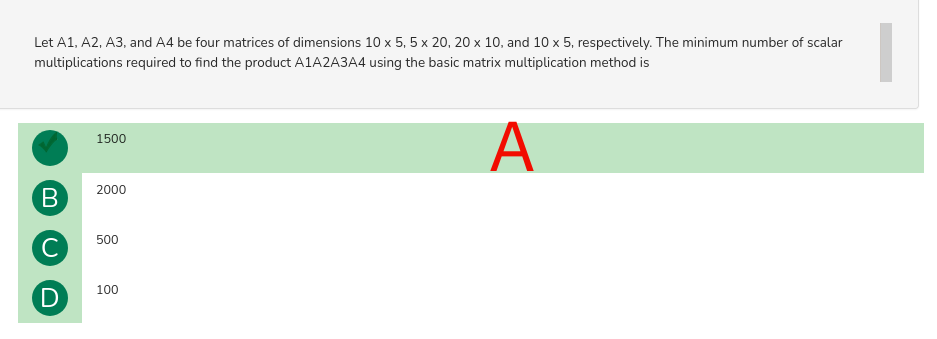 Let A1, A2, A3, and A4 be four matrices of dimensions 10 x 5, 5 x 20, 20 x 10, and 10 x 5, respectively. The minimum number of scalar
multiplications required to find the product A1A2A3A4 using the basic matrix multiplication method is
1500
A
B
2000
C
500
D
100